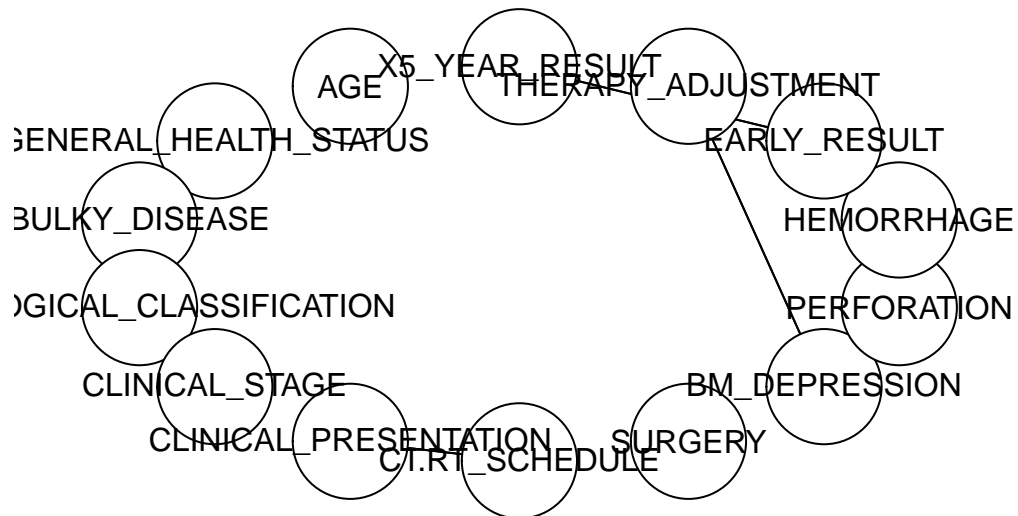 X5_YEAR_RESULT
AGE
THERAPY_ADJUSTMENT
GENERAL_HEALTH_STATUS
EARLY_RESULT
BULKY_DISEASE
HEMORRHAGE
OGICAL_CLASSIFICATION
PERFORATION
CLINICAL_STAGE
BM_DEPRESSION
CLINICAL_PRESENTATION
SURGERY
CT.RT_SCHEDULE